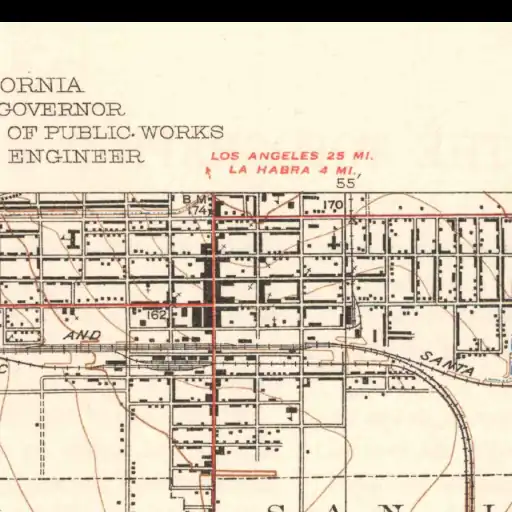 ORNIA
GOVERNOR
OF PUBLIC WORKS
ENGINEER
LOS ANGELES 25 MI.
LA HABRA 4 MI.
55'
B M
174
170
162
AND
SANTA
C
S A N